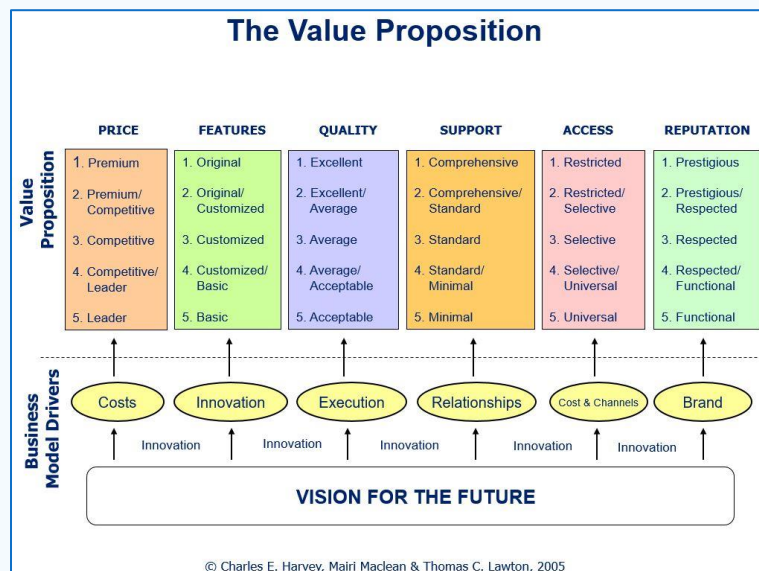 The Value Proposition
PRICE
FEATURES
QUALITY
SUPPORT
ACCESS
REPUTATION
Value
Proposition
1. Premium
2. Premium/
Competitive
3. Competitive
4. Competitive/
Leader
5. Leader
1. Original
2. Original/
Customized
3. Customized
4. Customized/
Basic
5. Basic
1. Excellent
2. Excellent/
Average
3. Average
4. Average/
Acceptable
5. Acceptable
1. Comprehensive
2. Comprehensive/
Standard
3. Standard
4. Standard/
Minimal
5. Minimal
1. Restricted
2. Restricted/
Selective
3. Selective
4. Selective/
Universal
5. Universal
1. Prestigious
2. Prestigious/
Respected
3. Respected
4. Respected/
Functional
5. Functional
Business
Model Drivers
Costs
Innovation
Execution
Relationships
Cost & Channels
Brand
Innovation
Innovation
Innovation
Innovation
Innovation
VISION FOR THE FUTURE
© Charles E. Harvey, Mairi Maclean & Thomas C. Lawton, 2005